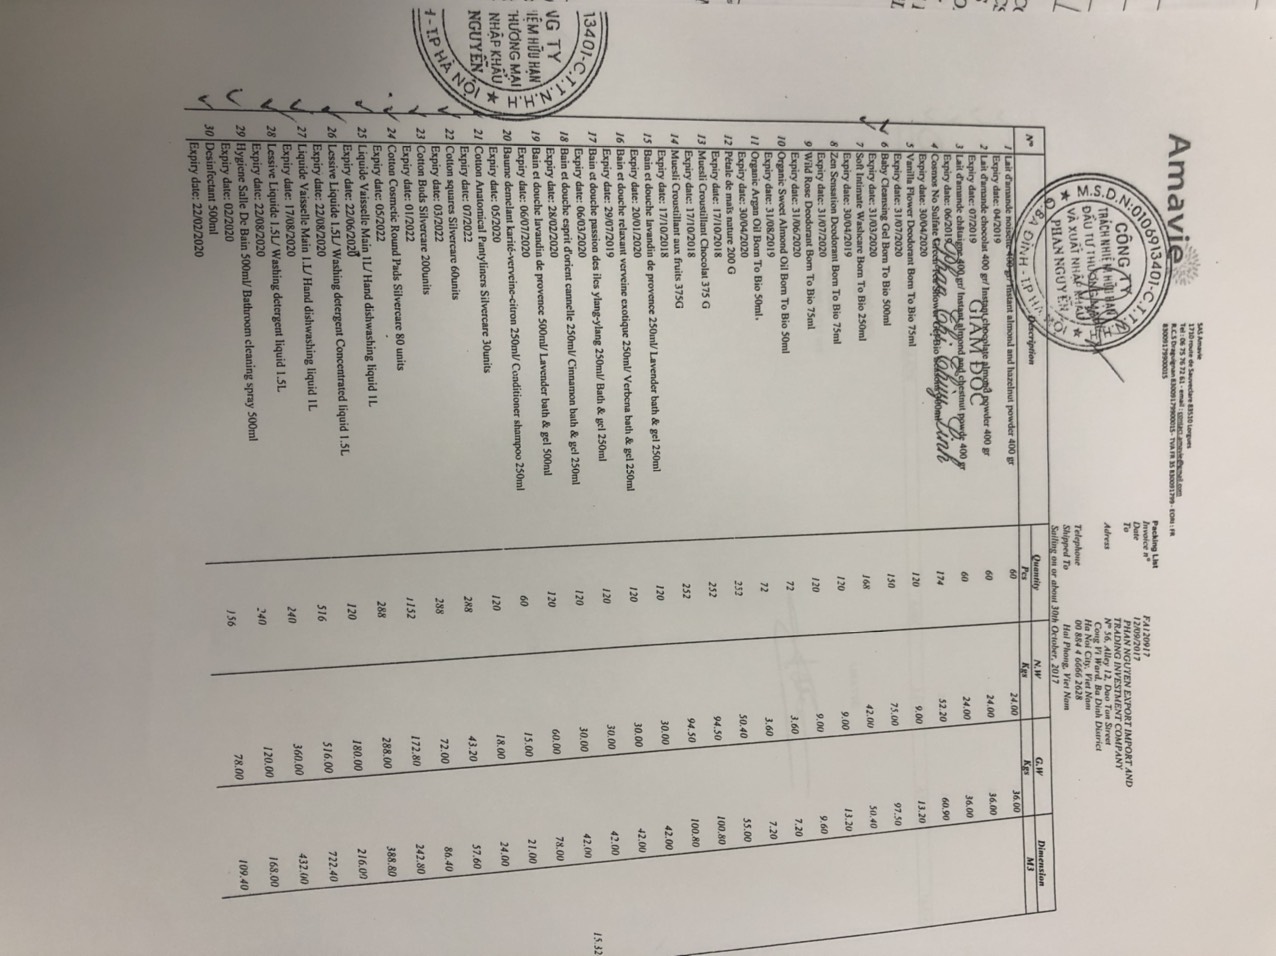 Amavie
SAS Amavie
1710 route de Sauveclare 83510 Lorgues
Tel : 06 75 76 72 61 - email :
R.C.S Draguignan 83009179900015 - TVA FR 35 830091799 - EORI : FR
83009179900015
Packing List
Invoice n° FA120917
Date 12/09/2017
To PHAN NGUYEN EXPORT IMPORT AND
TRADING INVESTMENT COMPANY
Adress N° 56, Alley 12, Dao Tan Street
Cong Vi Ward, Ba Dinh District
Ha Noi City, Viet Nam
Telephone 00 884 4 6666 2628
Shipped To Hai Phong, Viet Nam
Sailing on or about 30th October, 2017
M.S.D.N:0106913401-C.T.T.N.H.H
CÔNG TY
TRÁCH NHIỆM HỮU HẠN
ĐẦU TƯ THƯƠNG MẠI
VÀ XUẤT NHẬP KHẨU
PHAN NGUYỄN
BA ĐÌNH - T.P HÀ NỘI
GIÁM ĐỐC
Phan Thị Thùy Linh
N° Description Quantity N.W G.W Dimension
Pcs Kgs Kgs M3
1 Lait d'amande noisette 400 gr/ Instant almond and hazelnut powder 400 gr 60 24.00 36.00
Expiry date: 04/2019
2 Lait d'amande chocolat 400 gr/ Instant chocolate almond powder 400 gr 60 24.00 36.00
Expiry date: 07/2019
3 Lait d'amande châtaigne 400 gr/ Instant almond and chestnut powder 400 gr 60 24.00 36.00
Expiry date: 06/2019
4 Cosmos No Sulfate 174 52.20 60.90
Expiry date: 30/04/2020
5 Vanilla Flower Deodorant Born To Bio 75ml 120 9.00 13.20
Expiry date: 31/07/2020
6 Baby Cleansing Gel Born To Bio 500ml 150 75.00 97.50
Expiry date: 31/03/2020
7 Soft Intimate Washcare Born To Bio 250ml 168 42.00 50.40
Expiry date: 30/04/2019
8 Zen Sensation Deodorant Born To Bio 75ml 120 9.00 13.20
Expiry date: 31/07/2020
9 Wild Rose Deodorant Born To Bio 75ml 120 9.00 9.60
Expiry date: 31/06/2020
10 Organic Sweet Almond Oil Born To Bio 50ml 72 3.60 7.20
Expiry date: 31/08/2019
11 Organic Argan Oil Born To Bio 50ml. 72 3.60 7.20
Expiry date: 30/04/2020
12 Pétale de maïs nature 200 G 252 50.40 55.00
Expiry date: 17/10/2018
13 Muesli Croustillant Chocolat 375 G 252 94.50 100.80
Expiry date: 17/10/2018
14 Muesli Croustillant aux fruits 375G 252 94.50 100.80
Expiry date: 17/10/2018
15 Bain et douche lavandin de provence 250ml/ Lavender bath & gel 250ml 120 30.00 42.00
Expiry date: 20/01/2020
16 Bain et douche relaxant verveine exotique 250ml/ Verbena bath & gel 250ml 120 30.00 42.00
Expiry date: 29/07/2019
17 Bain et douche passion des iles ylang-ylang 250ml/ Bath & gel 250ml 120 30.00 42.00 15.32
Expiry date: 06/03/2020
18 Bain et douche esprit d'orient cannelle 250ml/ Cinnamon bath & gel 250ml 120 30.00 42.00
Expiry date: 28/02/2020
19 Bain et douche lavandin de provence 500ml/ Lavender bath & gel 500ml 120 60.00 78.00
Expiry date: 06/07/2020
20 Baume demelant karité-verveine-citron 250ml/ Conditioner shampoo 250ml 60 15.00 21.00
Expiry date: 05/2020
21 Coton Anatomical Pantyliners Silvercare 30units 120 18.00 24.00
Expiry date: 07/2022
22 Coton squares Silvercare 60units 288 43.20 57.60
Expiry date: 03/2022
23 Coton Buds Silvercare 200units 288 72.00 86.40
Expiry date: 01/2022
24 Coton Cosmetic Round Pads Silvercare 80 units 1152 172.80 242.80
Expiry date: 05/2022
25 Liquide Vaisselle Main 1L/ Hand dishwashing liquid 1L 288 288.00 388.80
Expiry date: 22/06/2020
26 Lessive Liquide 1.5L/ Washing detergent Concentrated liquid 1.5L 120 180.00 216.00
Expiry date: 22/08/2020
27 Liquide Vaisselle Main 1L/ Hand dishwashing liquid 1L 516 516.00 722.40
Expiry date: 17/08/2020
28 Lessive Liquide 1.5L/ Washing detergent liquid 1.5L 240 360.00 432.00
Expiry date: 22/08/2020
29 Hygiene Salle De Bain 500ml/ Bathroom cleaning spray 500ml 240 120.00 168.00
Expiry date: 02/2020
30 Desinfectant 500ml 156 78.00 109.40
Expiry date: 22/02/2020
13401-C.T.T.N.H.H
NG TY
IỆM HỮU HẠN
HƯƠNG MẠI
NHẬP KHẨU
NGUYỄN
H - T.P HÀ NỘI